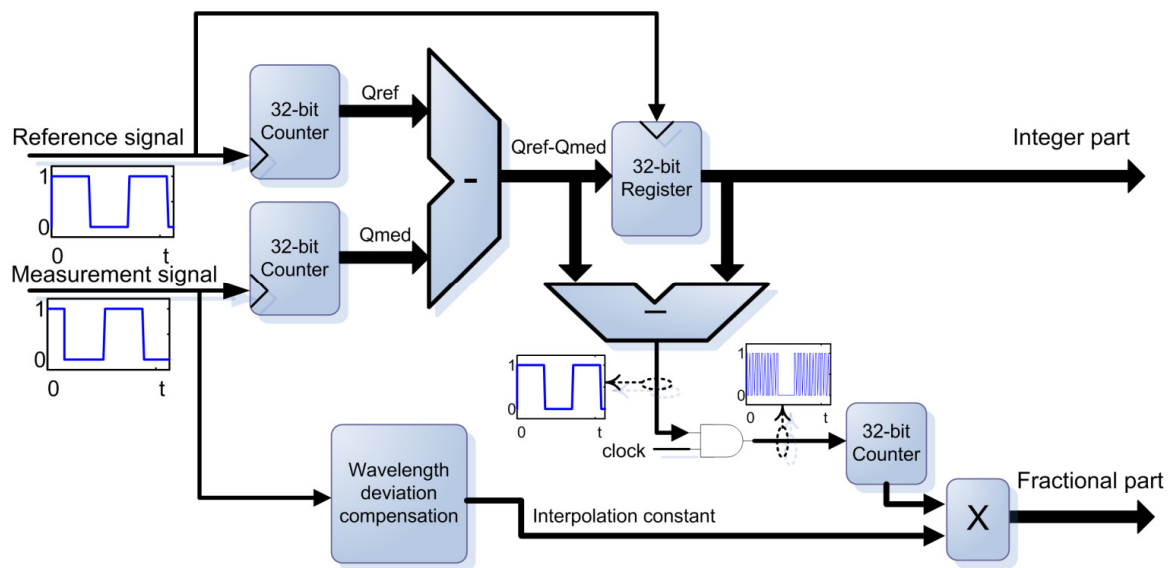 Reference signal
1
0
0
t
Measurement signal
1
0
0
t
32-bit
Counter
Qref
32-bit
Counter
Qmed
-
Qref-Qmed
32-bit
Register
Integer part
–
1
0
0
t
1
0
0
t
clock
32-bit
Counter
Wavelength
deviation
compensation
Interpolation constant
X
Fractional part